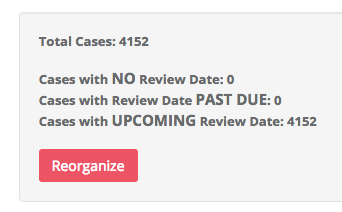 Total Cases: 4152
Cases with NO Review Date: 0
Cases with Review Date PAST DUE: 0
Cases with UPCOMING Review Date: 4152
Reorganize